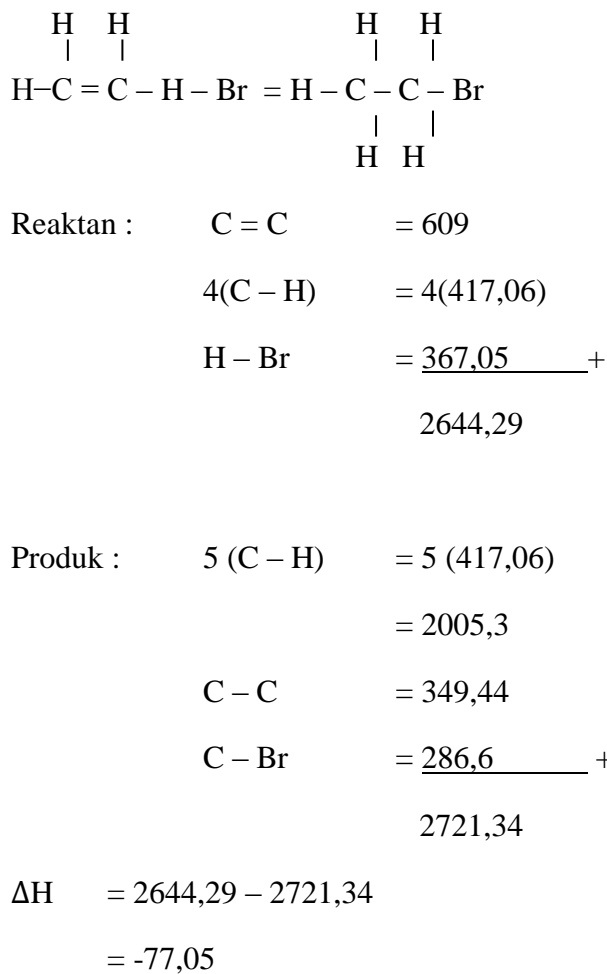 H H H H
H–C = C – H – Br = H – C – C – Br
H H
Reaktan : C = C = 609
4(C – H) = 4(417,06)
H – Br = 367,05 +
2644,29
Produk : 5 (C – H) = 5 (417,06)
= 2005,3
C – C = 349,44
C – Br = 286,6 +
2721,34
ΔH = 2644,29 – 2721,34
= -77,05